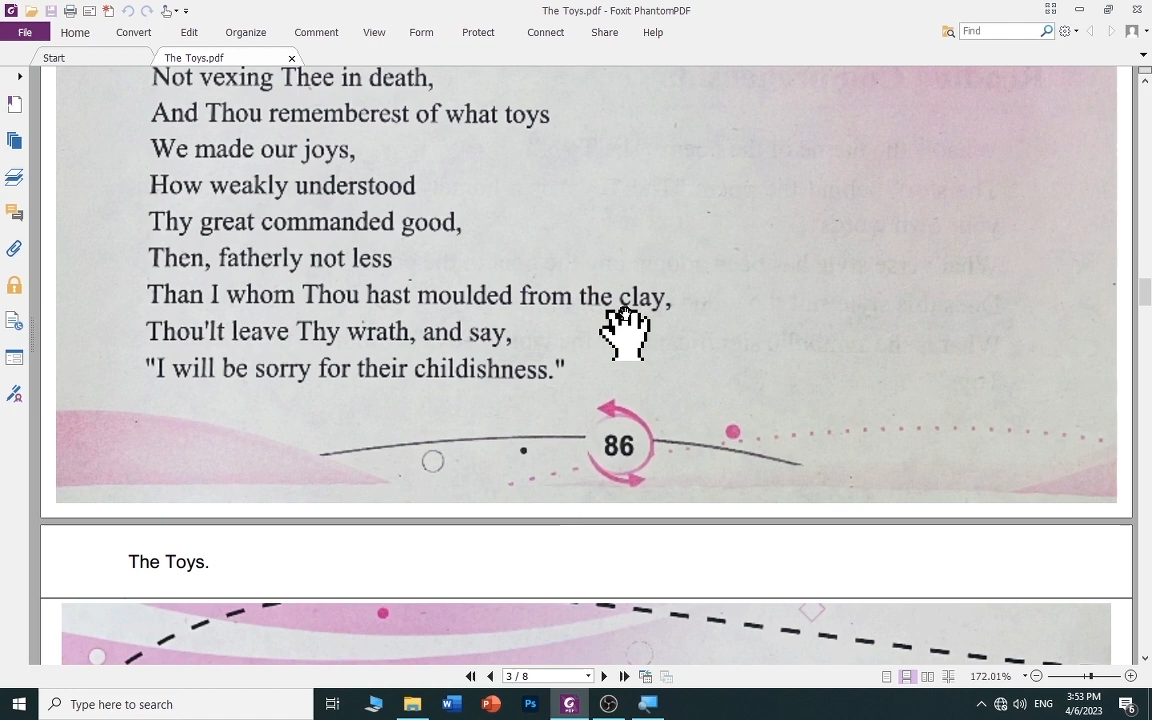 The Toys.pdf - Foxit PhantomPDF
File Home Convert Edit Organize Comment View Form Protect Connect Share Help
Find
Start
The Toys.pdf
Not vexing Thee in death,
And Thou rememberest of what toys
We made our joys,
How weakly understood
Thy great commanded good,
Then, fatherly not less
Than I whom Thou hast moulded from the clay,
Thou'lt leave Thy wrath, and say,
"I will be sorry for their childishness."
86
The Toys.
3 / 8
172.01%
Type here to search
ENG
3:53 PM
4/6/2023
6